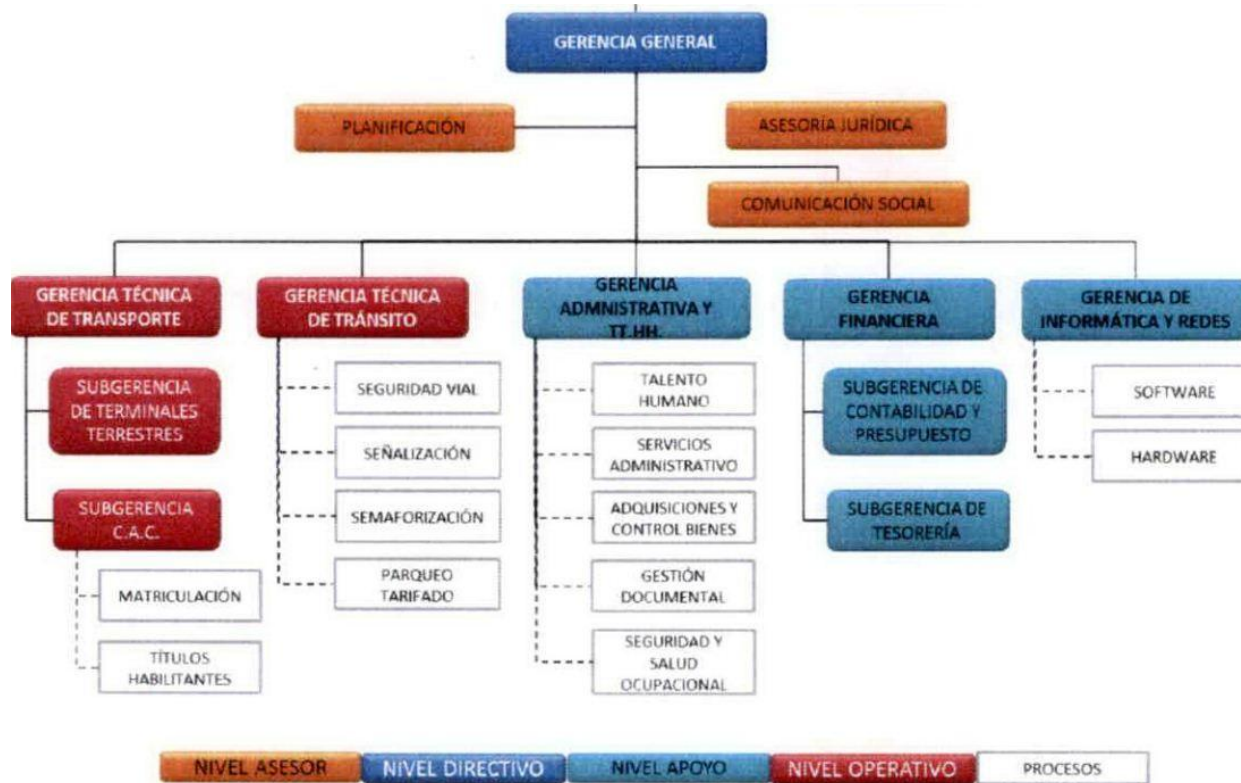 GERENCIA GENERAL
PLANIFICACIÓN
ASESORÍA JURÍDICA
COMUNICACIÓN SOCIAL
GERENCIA TÉCNICA
DE TRANSPORTE
GERENCIA TÉCNICA
DE TRÁNSITO
GERENCIA
ADMNISTRATIVA Y
TT.HH.
GERENCIA
FINANCIERA
GERENCIA DE
INFORMÁTICA Y REDES
SUBGERENCIA
DE TERMINALES
TERRESTRES
SUBGERENCIA
C.A.C.
MATRICULACIÓN
TÍTULOS
HABILITANTES
SEGURIDAD VIAL
SEÑALIZACIÓN
SEMAFORIZACIÓN
PARQUEO
TARIFADO
TALENTO
HUMANO
SERVICIOS
ADMINISTRATIVO
ADQUISICIONES Y
CONTROL BIENES
GESTIÓN
DOCUMENTAL
SEGURIDAD Y
SALUD
OCUPACIONAL
SUBGERENCIA DE
CONTABILIDAD Y
PRESUPUESTO
SUBGERENCIA DE
TESORERÍA
SOFTWARE
HARDWARE
NIVEL ASESOR
NIVEL DIRECTIVO
NIVEL APOYO
NIVEL OPERATIVO
PROCESOS